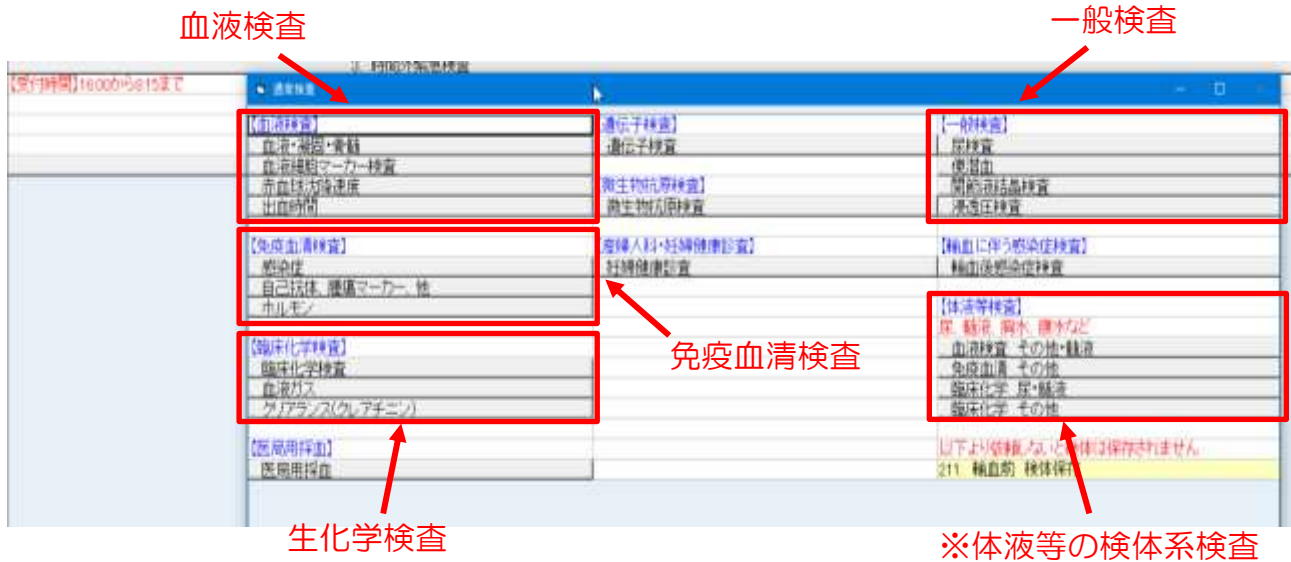 血液検査
一般検査
時間外緊急検査
【受付時間】16:00から8:15まで
通常検査
【血液検査】
血液・凝固・骨髄
血液細胞マーカー検査
赤血球沈降速度
出血時間
【遺伝子検査】
遺伝子検査
【微生物抗原検査】
微生物抗原検査
【一般検査】
尿検査
便潜血
関節液結晶検査
浸透圧検査
【免疫血清検査】
感染症
自己抗体、腫瘍マーカー、他
ホルモン
【産婦人科・妊婦健康診査】
妊婦健康診査
【輸血に伴う感染症検査】
輸血後感染症検査
【臨床化学検査】
臨床化学検査
血液ガス
クリアランス(クレアチニン)
免疫血清検査
【体液等検査】
尿、髄液、胸水、腹水など
血液検査 その他・髄液
免疫血清 その他
臨床化学 尿・髄液
臨床化学 その他
【医局用採血】
医局用採血
以下より依頼しないと検体は保存されません
211 輸血前 検体保存
生化学検査
※体液等の検体系検査